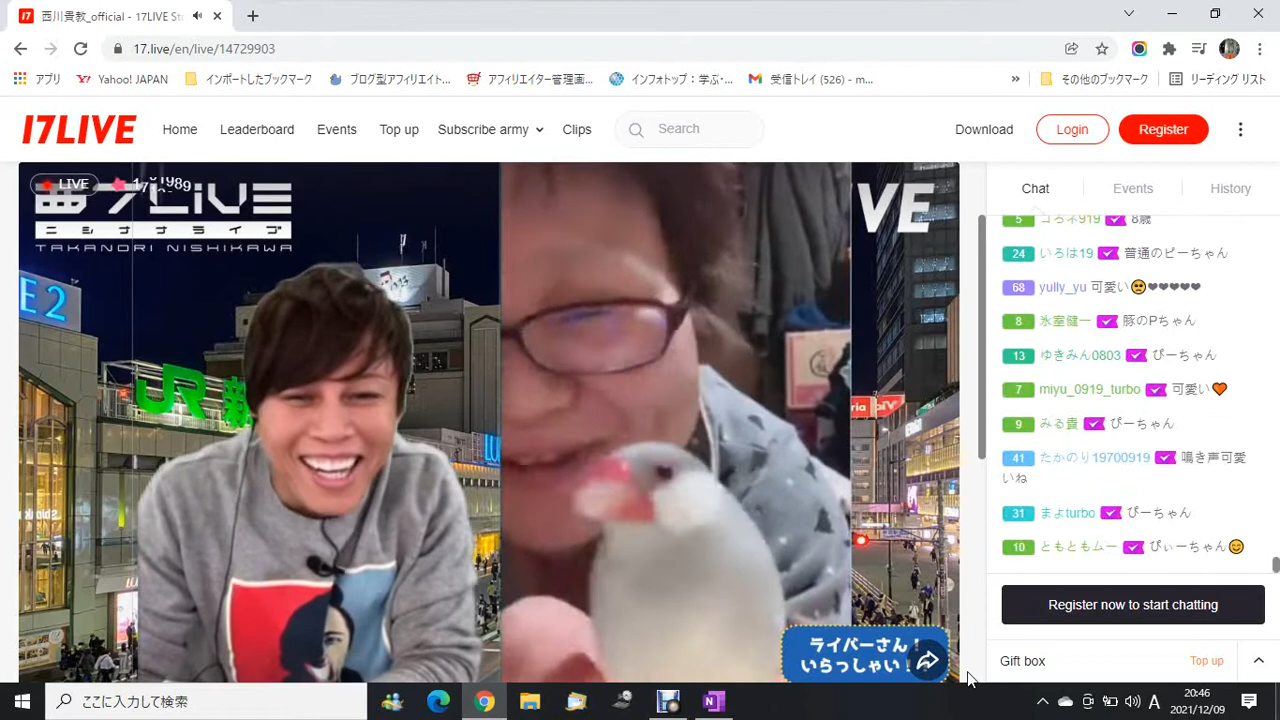 西川貴教_official - 17LIVE St
17.live/en/live/14729903
アプリ
Yahoo! JAPAN
インポートしたブックマーク
ブログ型アフィリエイト...
アフィリエイター管理画...
インフォトップ：学ぶ・...
受信トレイ (526) - m...
»
その他のブックマーク
リーディング リスト
17LIVE
Home
Leaderboard
Events
Top up
Subscribe army
Clips
Search
Download
Login
Register
LIVE
西7LIVE
ニシナナライブ
TAKANORI NISHIKAWA
VE
E 2
JR新
ライバーさん！
いらっしゃい！
Chat
Events
History
5 ころネ919 8歳
24 いろは19 普通のピーちゃん
68 yully_yu 可愛い🥺❤❤❤❤❤
8 氷室健一 豚のPちゃん
13 ゆきみん0803 ぴーちゃん
7 miyu_0919_turbo 可愛い🧡
9 みる貴 ぴーちゃん
41 たかのり19700919 鳴き声可愛
いね
31 まよturbo ぴーちゃん
10 ともともムー ぴぃーちゃん😊
Register now to start chatting
Gift box
Top up
ここに入力して検索
A
20:46
2021/12/09